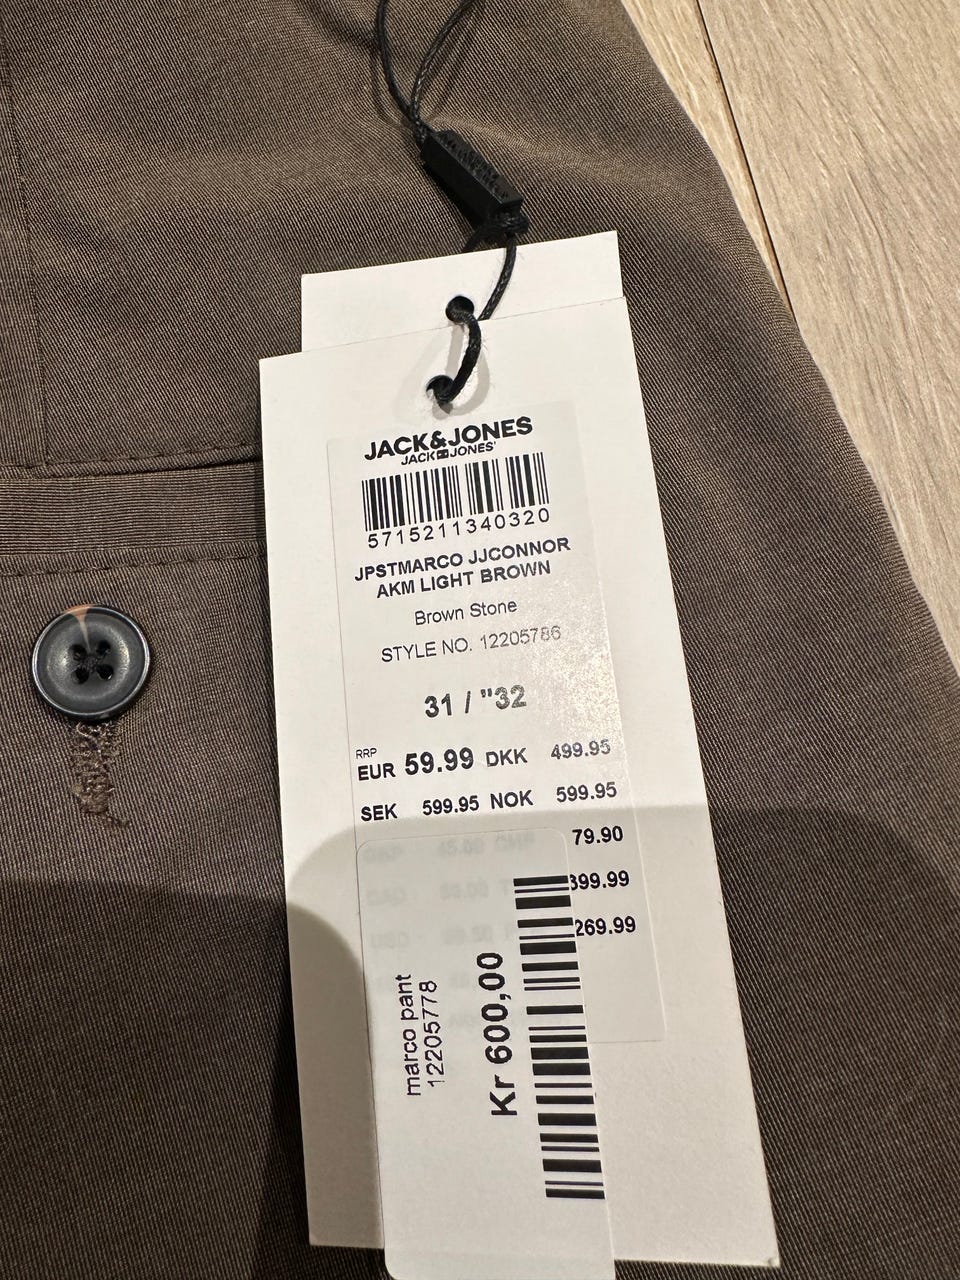 JACK&JONES
JACK JONES
5715211340320
JPSTMARCO JJCONNOR
AKM LIGHT BROWN
Brown Stone
STYLE NO. 12205786
31 / "32
RRP
EUR 59.99 DKK 499.95
SEK 599.95 NOK 599.95
79.90
399.99
269.99
marco pant
12205778
Kr 600,00